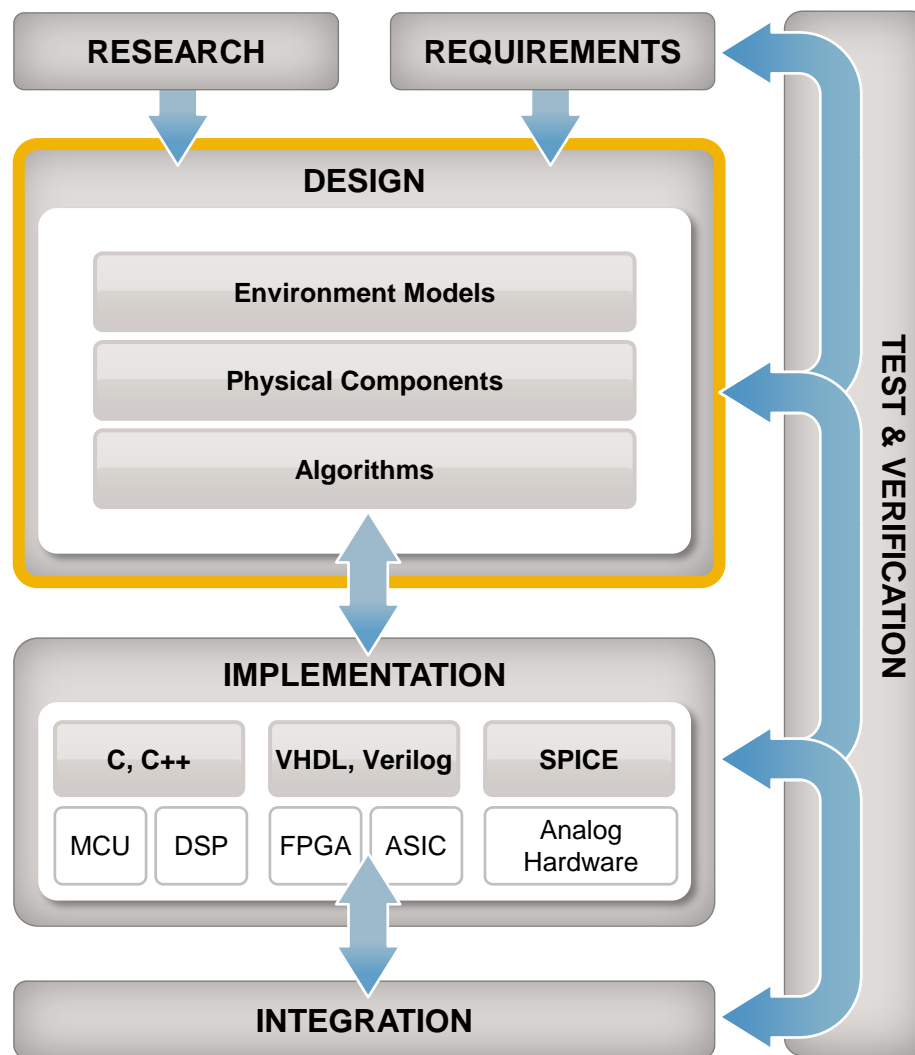 RESEARCH
REQUIREMENTS
DESIGN
Environment Models
Physical Components
Algorithms
IMPLEMENTATION
C, C++
VHDL, Verilog
SPICE
MCU
DSP
FPGA
ASIC
Analog
Hardware
INTEGRATION
TEST & VERIFICATION